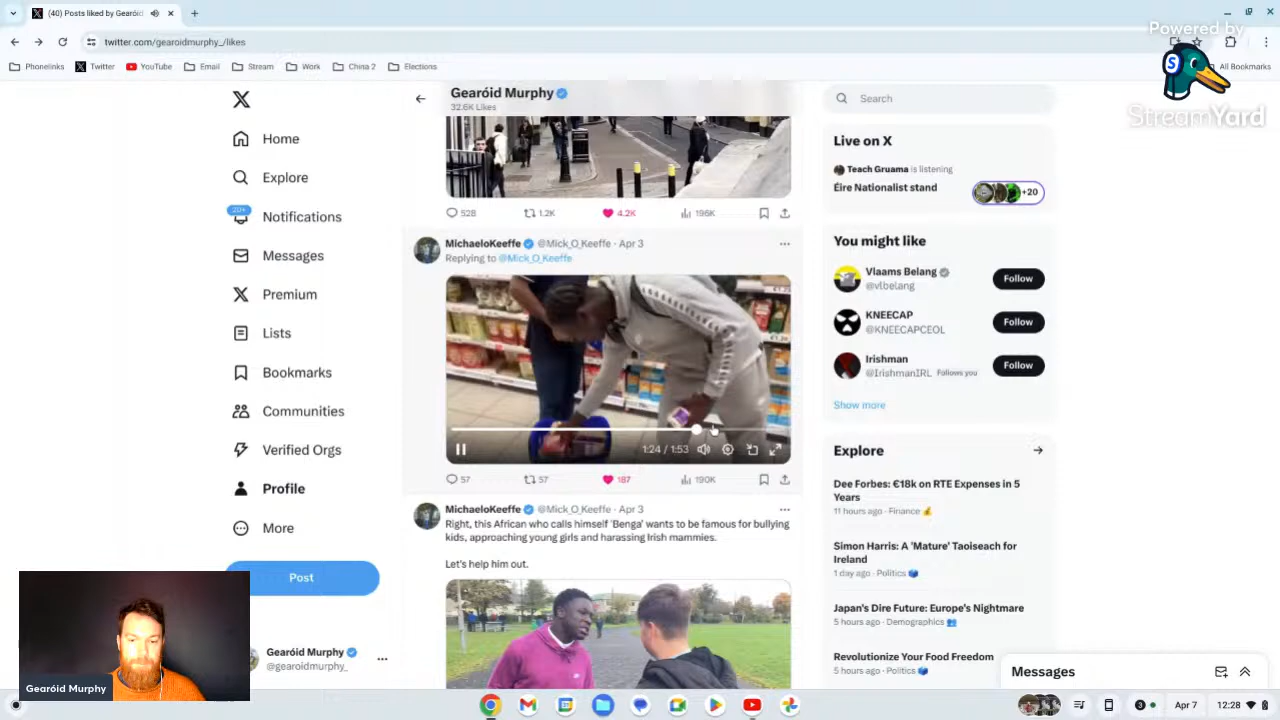 (40) Liked by Gearóid
twitter.com/gearoidmurphy_/likes
Phonelinks Twitter YouTube Email Stream Work China 2 Elections
All Bookmarks
Powered by
StreamYard
Home
Explore
20+
Notifications
Messages
Premium
Lists
Bookmarks
Communities
Verified Orgs
Profile
More
Post
Gearóid Murphy
@gearoidmurphy_
Gearóid Murphy
Gearóid Murphy
32.6K Likes
528 1.2K 4.2K 196K
MichaeloKeeffe @Mick_O_Keeffe · Apr 3
Replying to @Mick_O_Keeffe
1:24 / 1:53
57 57 187 190K
MichaeloKeeffe @Mick_O_Keeffe · Apr 3
Right, this African who calls himself 'Benga' wants to be famous for bullying
kids, approaching young girls and harassing Irish mammies.
Let's help him out.
Search
Live on X
Teach Gruama is listening
Éire Nationalist stand
+20
You might like
Vlaams Belang
@vlbelang
Follow
KNEECAP
@KNEECAPCEOL
Follow
Irishman
@IrishmanIRL Follows you
Follow
Show more
Explore
Dee Forbes: €18k on RTE Expenses in 5
Years
11 hours ago · Finance
Simon Harris: A 'Mature' Taoiseach for
Ireland
1 day ago · Politics
Japan's Dire Future: Europe's Nightmare
5 hours ago · Demographics
Revolutionize Your Food Freedom
5 hours ago · Politics
Messages
3
Apr 7
12:28